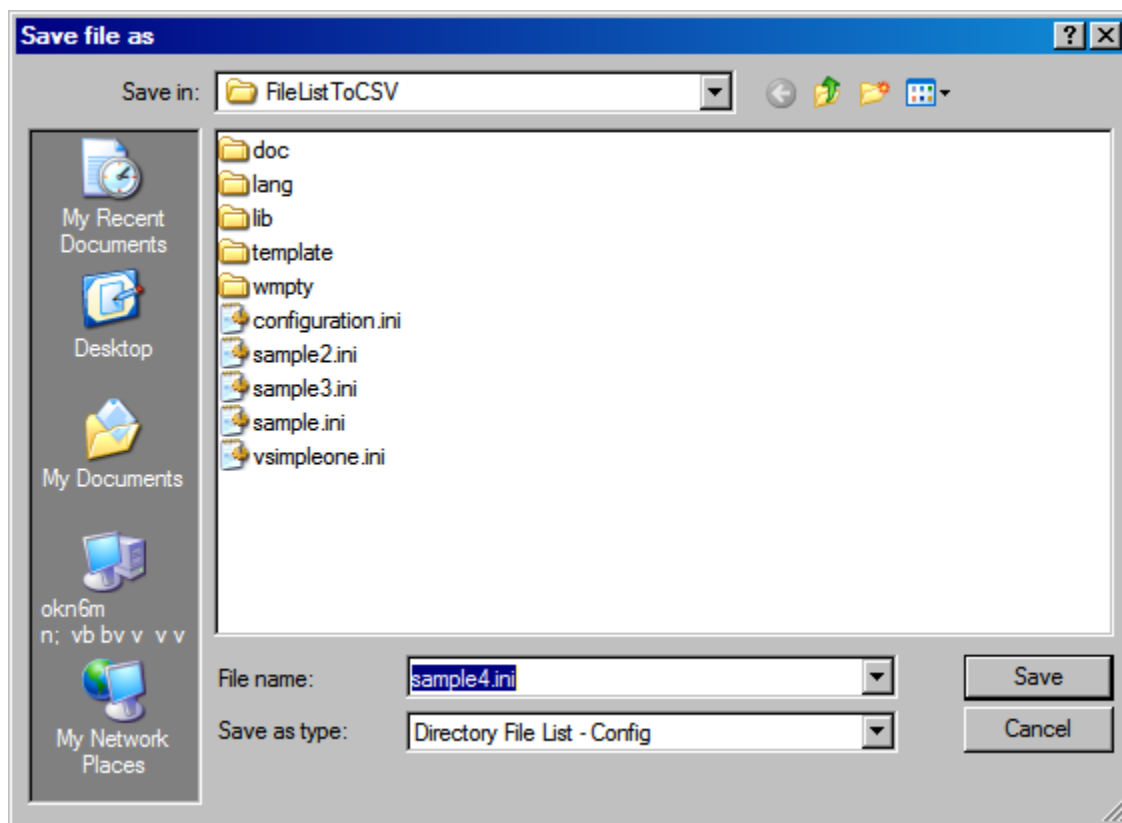 Save file as
Save in: FileListToCSV
My Recent
Documents
Desktop
My Documents
okn6m
n; vb bv v v v
My Network
Places
doc
lang
lib
template
wmpty
configuration.ini
sample2.ini
sample3.ini
sample.ini
vsimpleone.ini
File name: sample4.ini Save
Save as type: Directory File List - Config Cancel